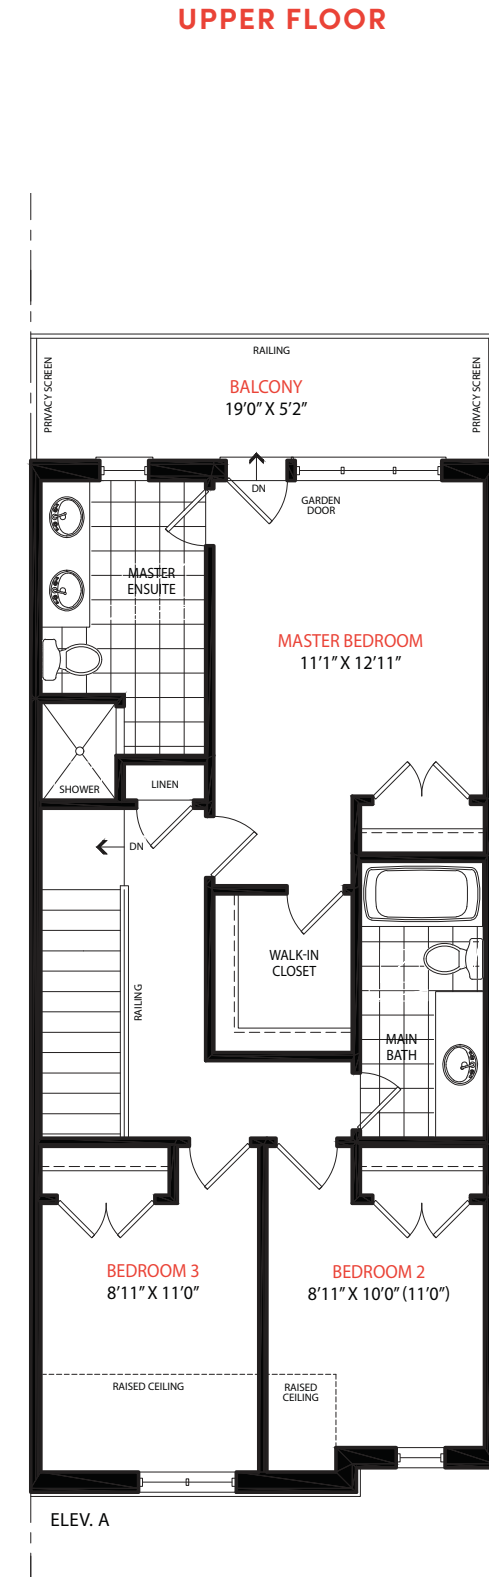 UPPER FLOOR
RAILING
PRIVACY SCREEN
BALCONY
19'0" X 5'2"
PRIVACY SCREEN
DN
GARDEN
DOOR
MASTER
ENSUITE
MASTER BEDROOM
11'1" X 12'11"
SHOWER
LINEN
DN
WALK-IN
CLOSET
RAILING
MAIN
BATH
BEDROOM 3
8'11" X 11'0"
BEDROOM 2
8'11" X 10'0" (11'0")
RAISED CEILING
RAISED
CEILING
ELEV. A